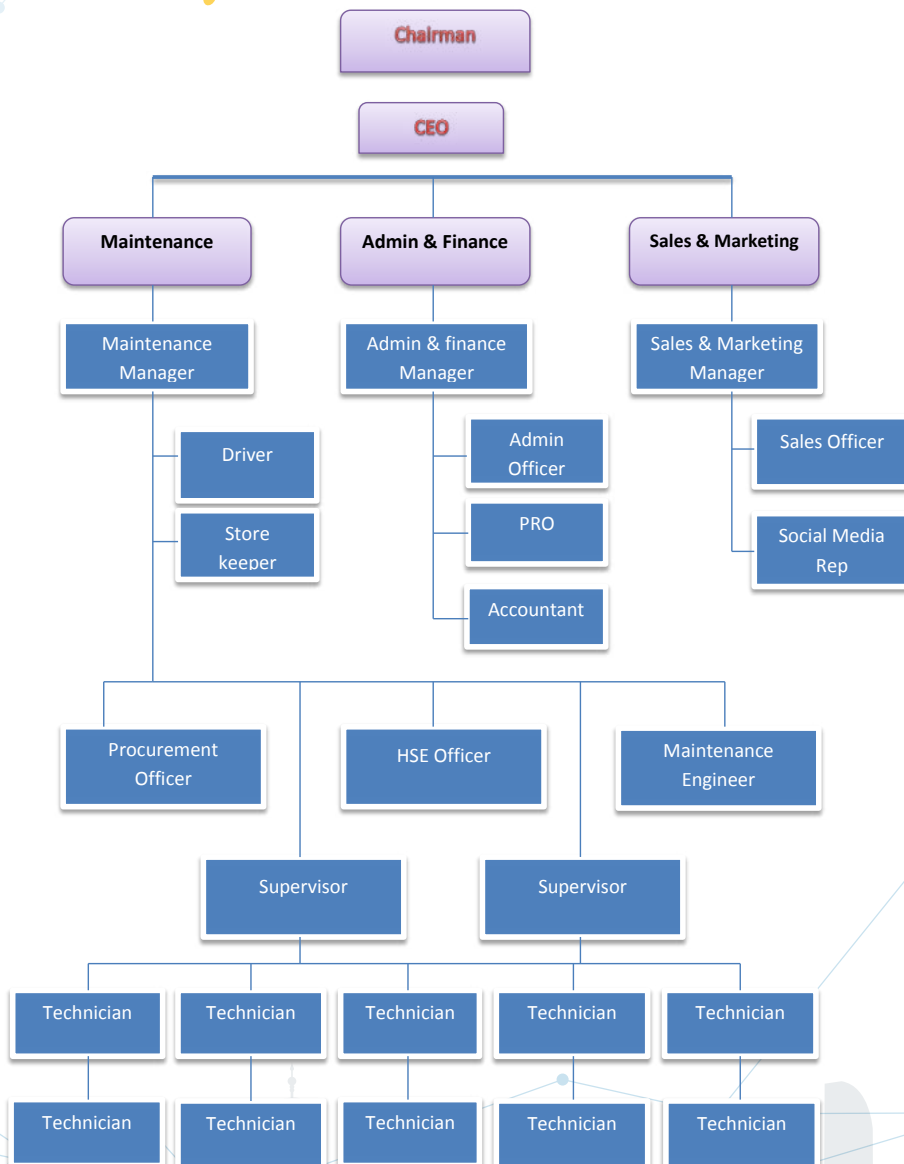 Chairman
CEO
Maintenance
Admin & Finance
Sales & Marketing
Maintenance
Manager
Admin & finance
Manager
Sales & Marketing
Manager
Driver
Admin
Officer
Sales Officer
Store
keeper
PRO
Social Media
Rep
Accountant
Procurement
Officer
HSE Officer
Maintenance
Engineer
Supervisor
Supervisor
Technician
Technician
Technician
Technician
Technician
Technician
Technician
Technician
Technician
Technician